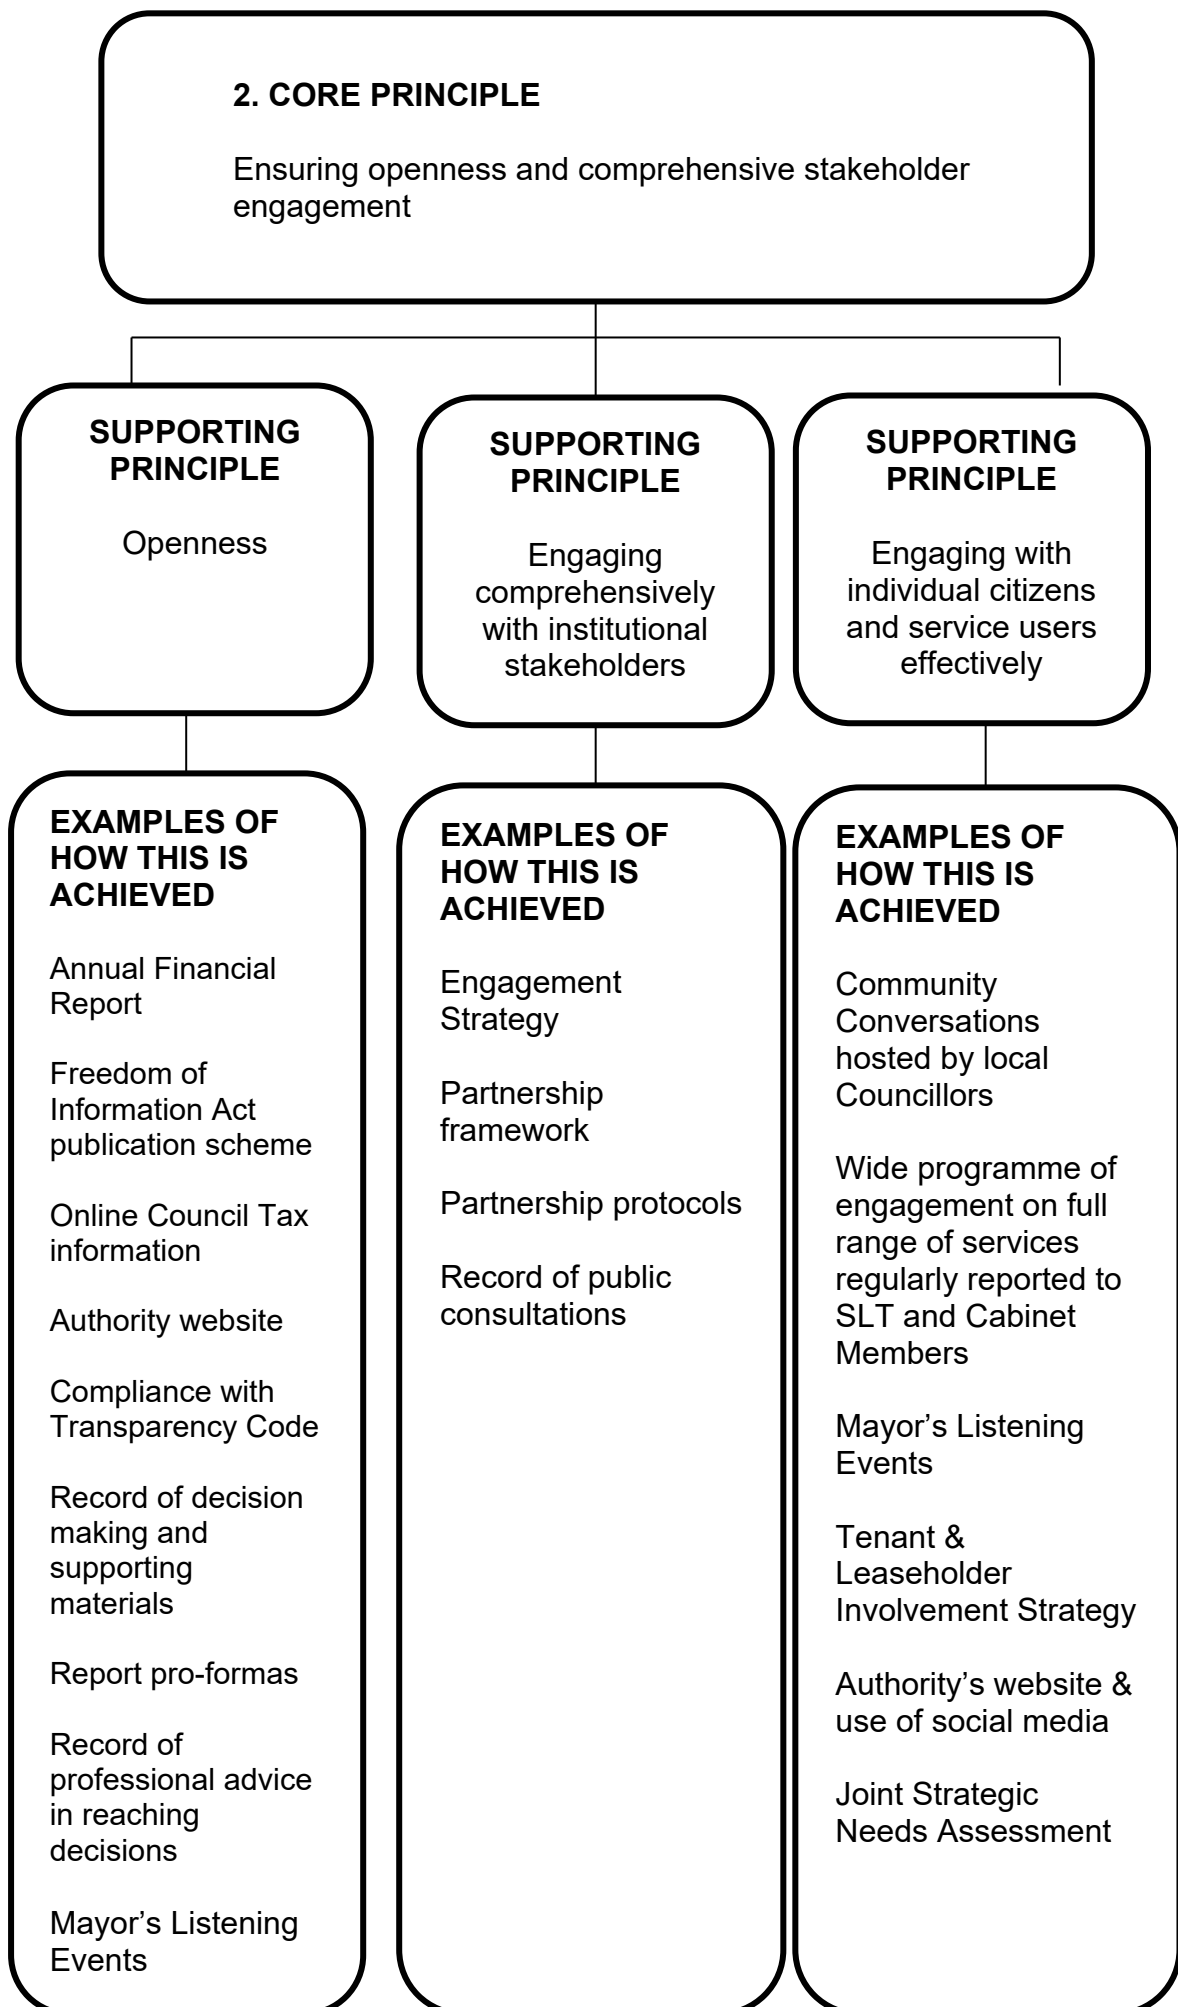 2. CORE PRINCIPLE
Ensuring openness and comprehensive stakeholder
engagement
SUPPORTING
PRINCIPLE
Openness
SUPPORTING
PRINCIPLE
Engaging
comprehensively
with institutional
stakeholders
SUPPORTING
PRINCIPLE
Engaging with
individual citizens
and service users
effectively
EXAMPLES OF
HOW THIS IS
ACHIEVED
Annual Financial
Report
Freedom of
Information Act
publication scheme
Online Council Tax
information
Authority website
Compliance with
Transparency Code
Record of decision
making and
supporting
materials
Report pro-formas
Record of
professional advice
in reaching
decisions
Mayor’s Listening
Events
EXAMPLES OF
HOW THIS IS
ACHIEVED
Engagement
Strategy
Partnership
framework
Partnership protocols
Record of public
consultations
EXAMPLES OF
HOW THIS IS
ACHIEVED
Community
Conversations
hosted by local
Councillors
Wide programme of
engagement on full
range of services
regularly reported to
SLT and Cabinet
Members
Mayor’s Listening
Events
Tenant &
Leaseholder
Involvement Strategy
Authority’s website &
use of social media
Joint Strategic
Needs Assessment